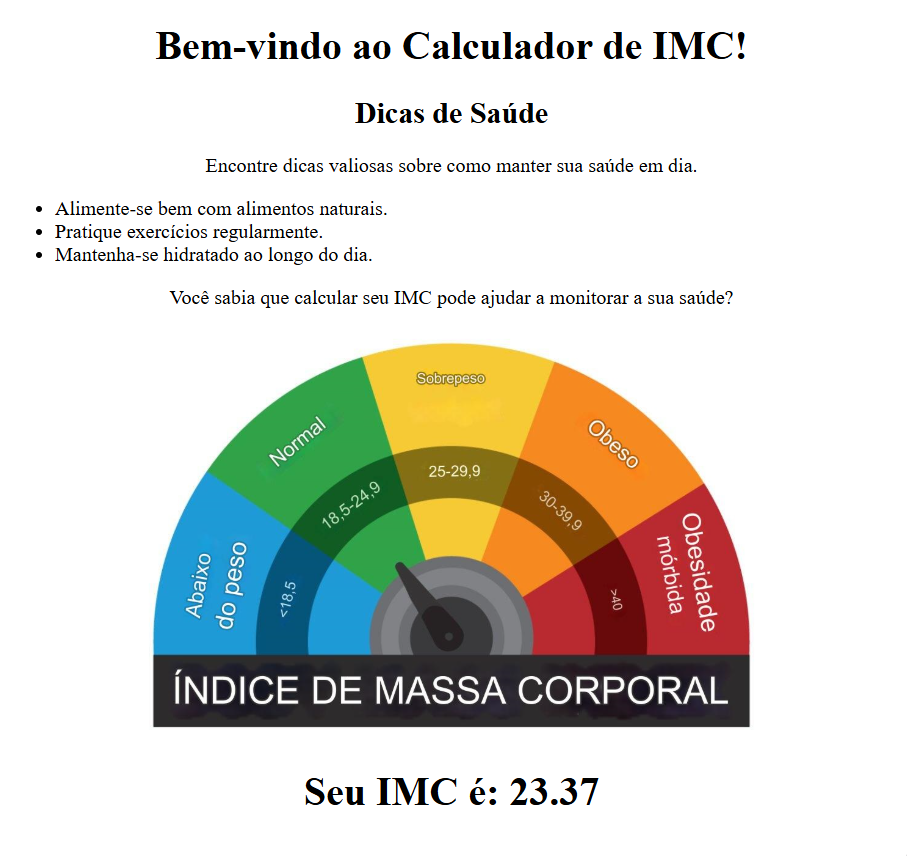 Bem-vindo ao Calculador de IMC!
Dicas de Saúde
Encontre dicas valiosas sobre como manter sua saúde em dia.
• Alimente-se bem com alimentos naturais.
• Pratique exercícios regularmente.
• Mantenha-se hidratado ao longo do dia.
Você sabia que calcular seu IMC pode ajudar a monitorar a sua saúde?
Abaixo
do peso
<18,5
Normal
18,5-24,9
Sobrepeso
25-29,9
Obeso
30-39,9
Obesidade
mórbida
>40
ÍNDICE DE MASSA CORPORAL
Seu IMC é: 23.37